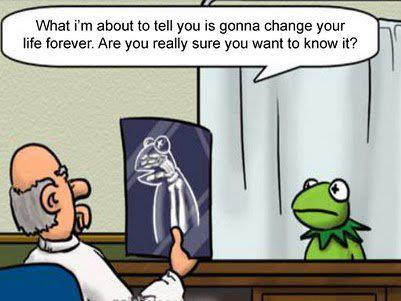 What i'm about to tell you is gonna change your
life forever. Are you really sure you want to know it?